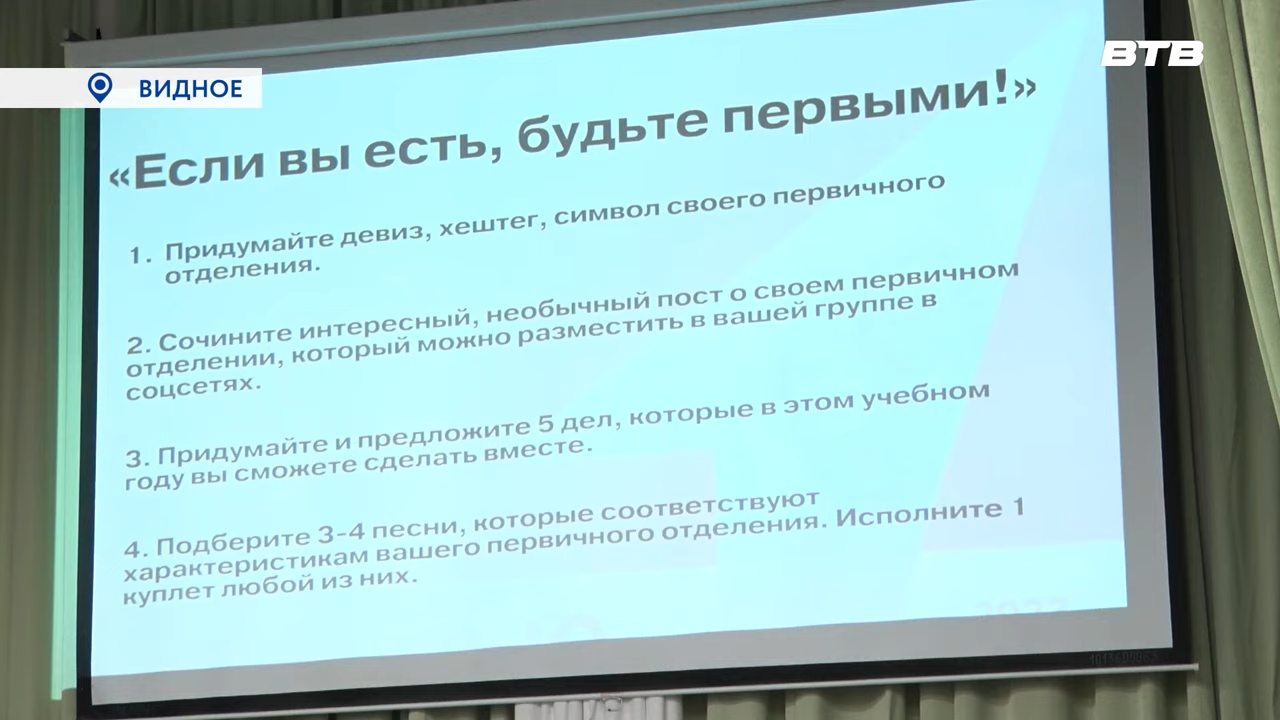 ВИДНОЕ
ВТВ
«Если вы есть, будьте первыми!»
1. Придумайте девиз, хештег, символ своего первичного
отделения.
2. Сочините интересный, необычный пост о своем первичном
отделении, который можно разместить в вашей группе в
соцсетях.
3. Придумайте и предложите 5 дел, которые в этом учебном
году вы сможете сделать вместе.
4. Подберите 3-4 песни, которые соответствуют
характеристикам вашего первичного отделения. Исполните 1
куплет любой из них.